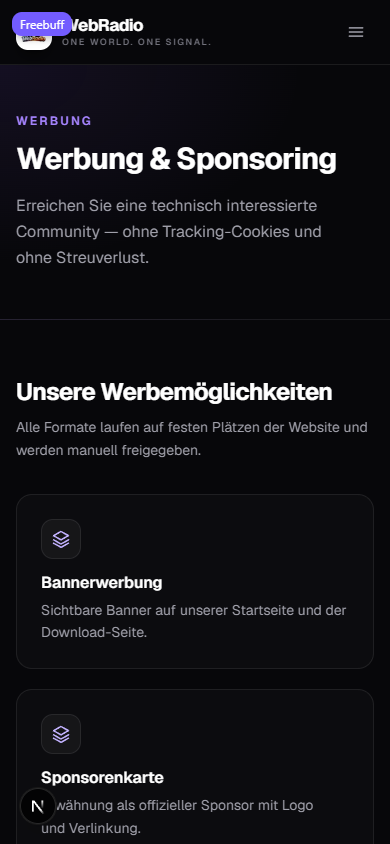 Freebuff
WebRadio
ONE WORLD. ONE SIGNAL.
WERBUNG
Werbung & Sponsoring
Erreichen Sie eine technisch interessierte
Community — ohne Tracking-Cookies und
ohne Streuverlust.
Unsere Werbemöglichkeiten
Alle Formate laufen auf festen Plätzen der Website und
werden manuell freigegeben.
Bannerwerbung
Sichtbare Banner auf unserer Startseite und der
Download-Seite.
Sponsorenkarte
Erwähnung als offizieller Sponsor mit Logo
und Verlinkung.
N